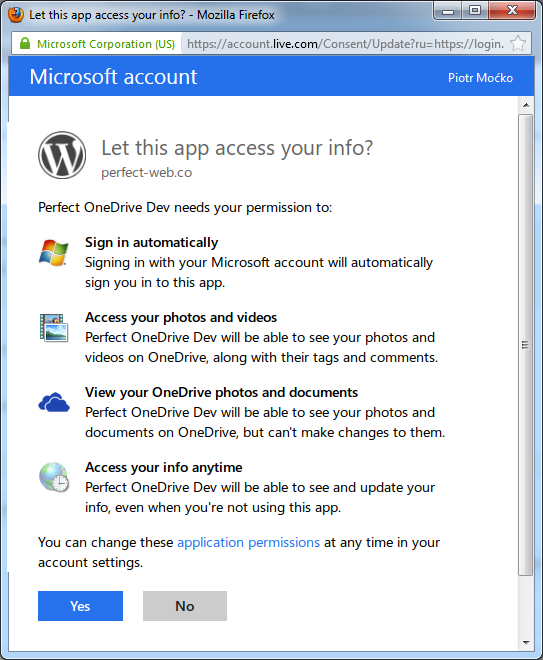 Let this app access your info? - Mozilla Firefox
Microsoft Corporation (US) https://account.live.com/Consent/Update?ru=https://login.
Microsoft account Piotr Moćko
Let this app access your info?
perfect-web.co
Perfect OneDrive Dev needs your permission to:
Sign in automatically
Signing in with your Microsoft account will automatically
sign you in to this app.
Access your photos and videos
Perfect OneDrive Dev will be able to see your photos and
videos on OneDrive, along with their tags and comments.
View your OneDrive photos and documents
Perfect OneDrive Dev will be able to see your photos and
documents on OneDrive, but can't make changes to them.
Access your info anytime
Perfect OneDrive Dev will be able to see and update your
info, even when you're not using this app.
You can change these application permissions at any time in your
account settings.
Yes No